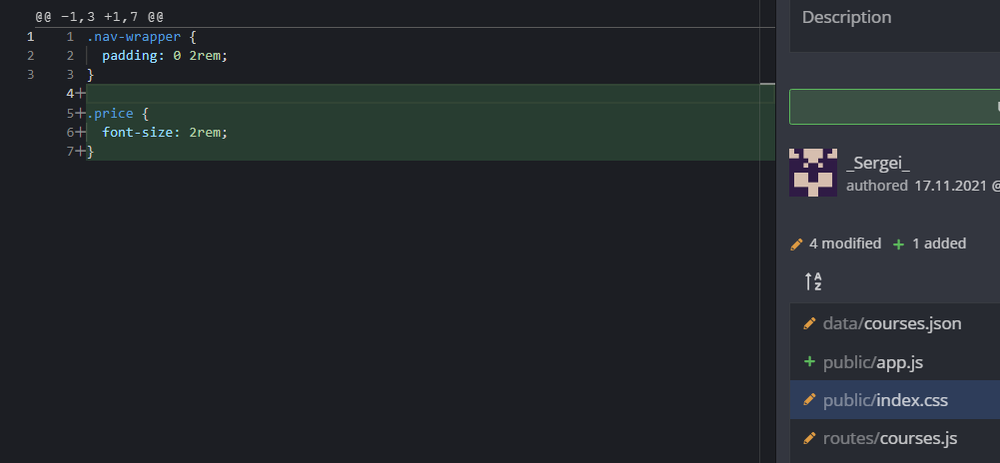 @@ -1,3 +1,7 @@
1 1 .nav-wrapper {
2 2 padding: 0 2rem;
3 3 }
4+
5+.price {
6+ font-size: 2rem;
7+}
Description
_Sergei_
authored 17.11.2021 @
4 modified + 1 added
A
Z
data/courses.json
+ public/app.js
public/index.css
routes/courses.js